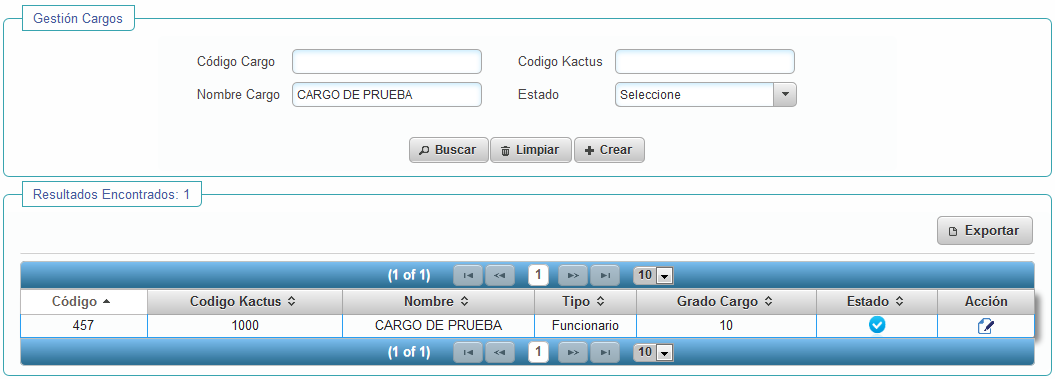 Gestión Cargos
Código Cargo Codigo Kactus
Nombre Cargo CARGO DE PRUEBA Estado Seleccione
Buscar Limpiar Crear
Resultados Encontrados: 1
Exportar
(1 of 1) 1 10
Código Codigo Kactus Nombre Tipo Grado Cargo Estado Acción
457 1000 CARGO DE PRUEBA Funcionario 10
(1 of 1) 1 10